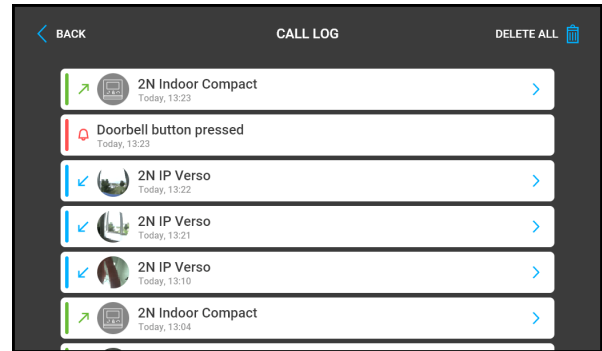 BACK
CALL LOG
DELETE ALL
2N Indoor Compact
Today, 13:23
Doorbell button pressed
Today, 13:23
2N IP Verso
Today, 13:22
2N IP Verso
Today, 13:21
2N IP Verso
Today, 13:10
2N Indoor Compact
Today, 13:04